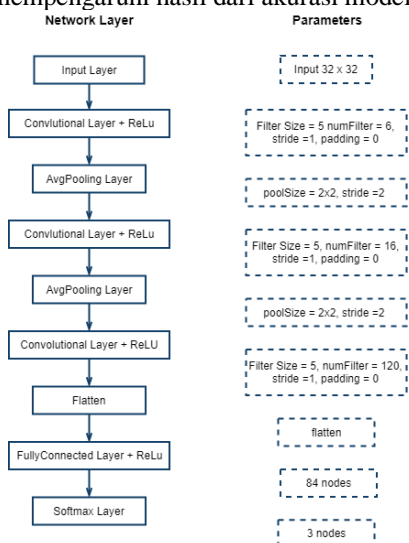 mempengaruhi hasil dari akurasi model
Network Layer
Parameters
Input Layer
Input 32 x 32
Convlutional Layer + ReLu
Filter Size = 5 numFilter = 6,
stride =1, padding = 0
AvgPooling Layer
poolSize = 2x2, stride =2
Convlutional Layer + ReLu
Filter Size = 5, numFilter = 16,
stride =1, padding = 0
AvgPooling Layer
poolSize = 2x2, stride =2
Convolutional Layer + ReLU
Filter Size = 5, numFilter = 120,
stride =1, padding = 0
Flatten
flatten
FullyConnected Layer + ReLu
84 nodes
Softmax Layer
3 nodes